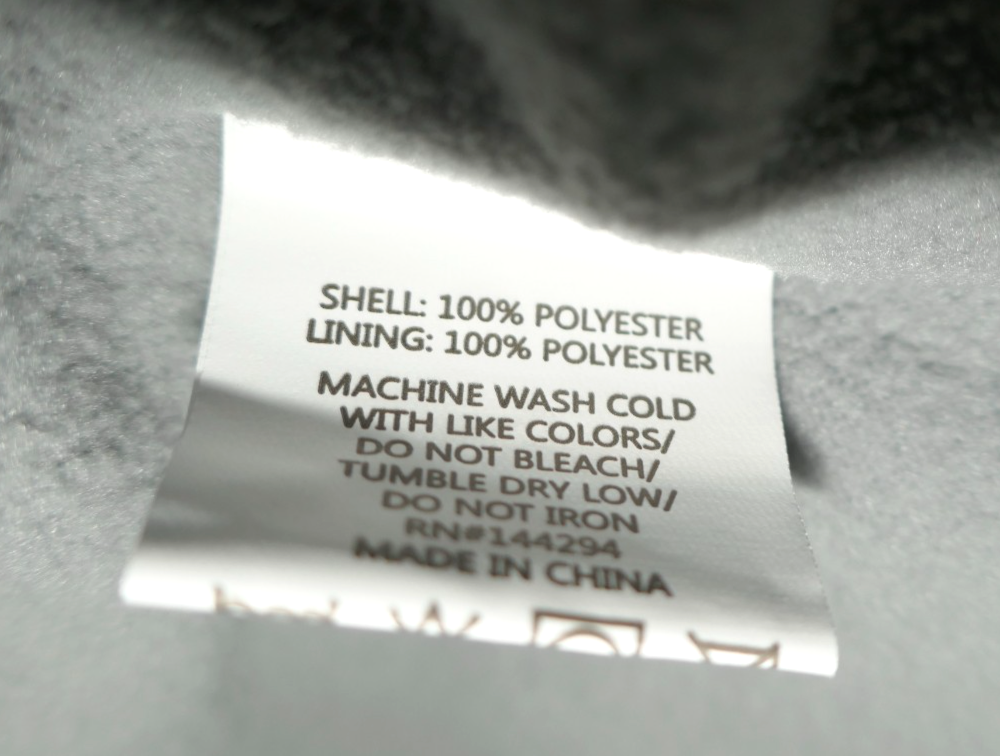 SHELL: 100% POLYESTER
LINING: 100% POLYESTER
MACHINE WASH COLD
WITH LIKE COLORS/
DO NOT BLEACH/
TUMBLE DRY LOW/
DO NOT IRON
RN#144294
MADE IN CHINA